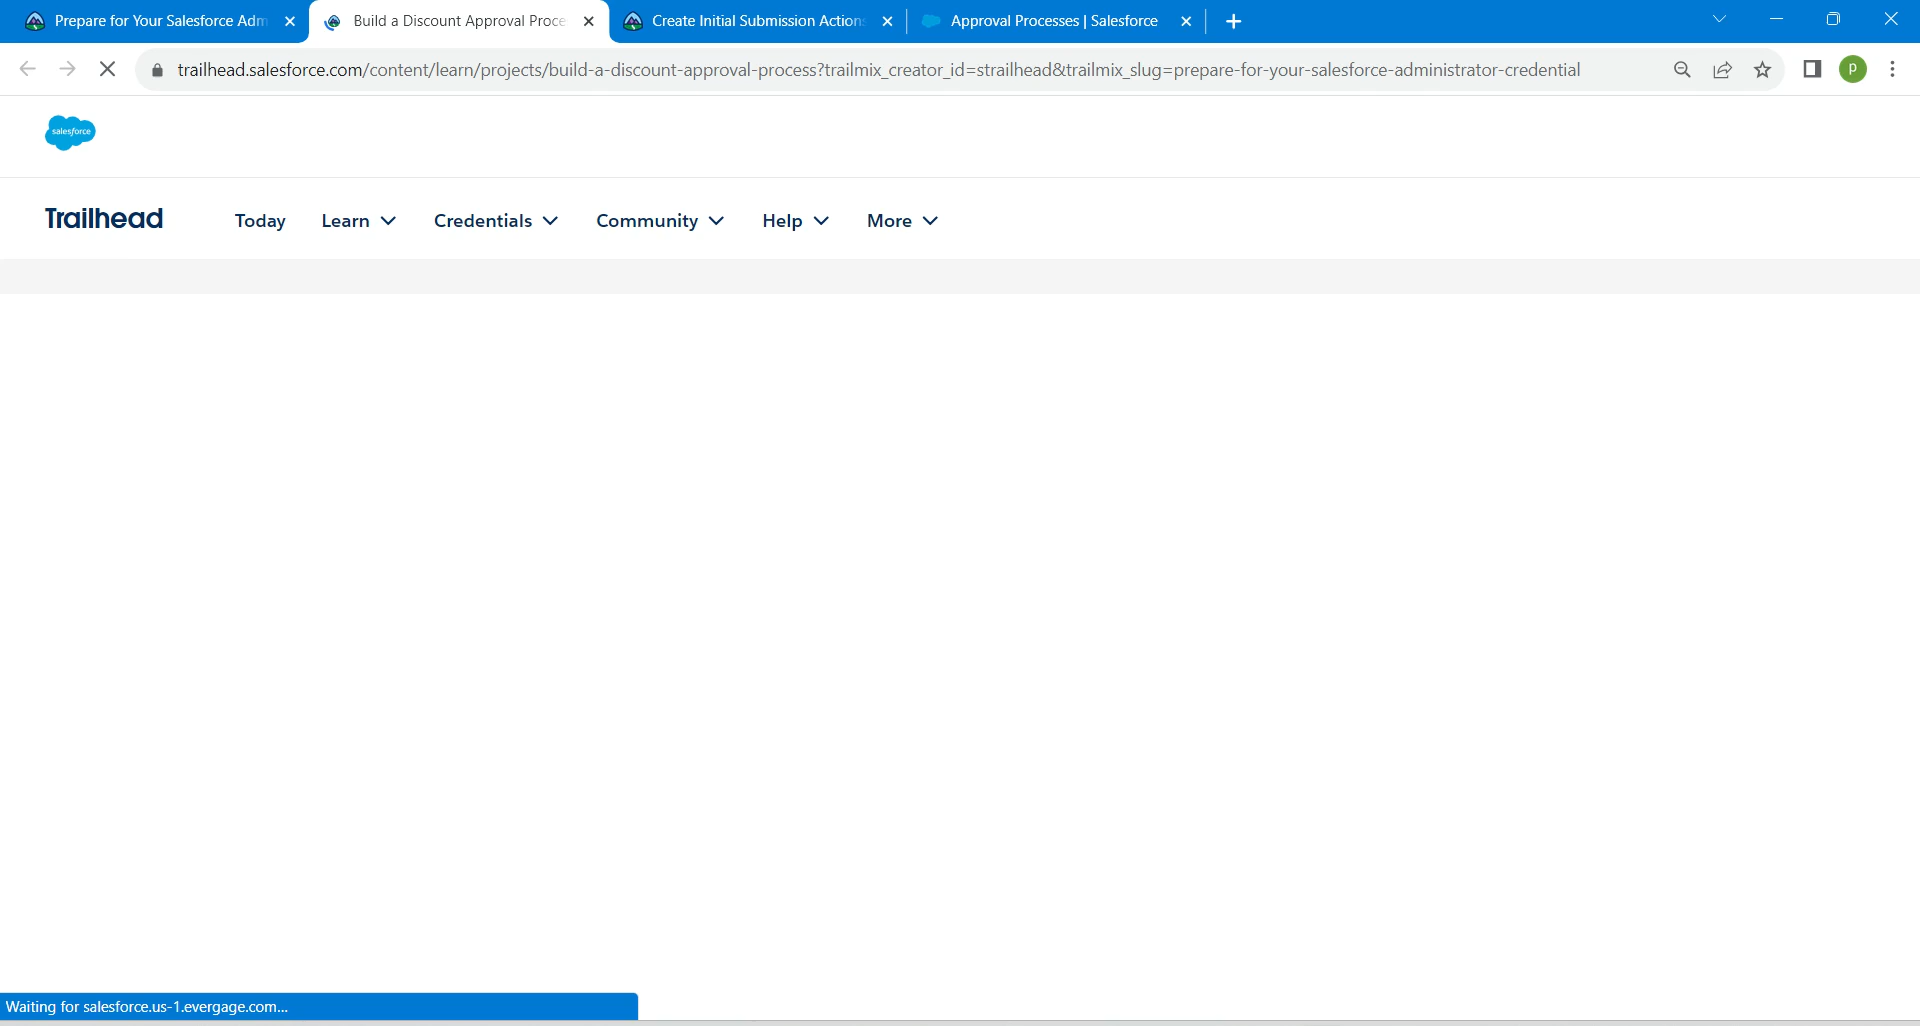 Prepare for Your Salesforce Adm
Build a Discount Approval Proce
Create Initial Submission Action
Approval Processes | Salesforce
trailhead.salesforce.com/content/learn/projects/build-a-discount-approval-process?trailmix_creator_id=strailhead&trailmix_slug=prepare-for-your-salesforce-administrator-credential
P
salesforce
Trailhead
Today Learn Credentials Community Help More
Waiting for salesforce.us-1.evergage.com...